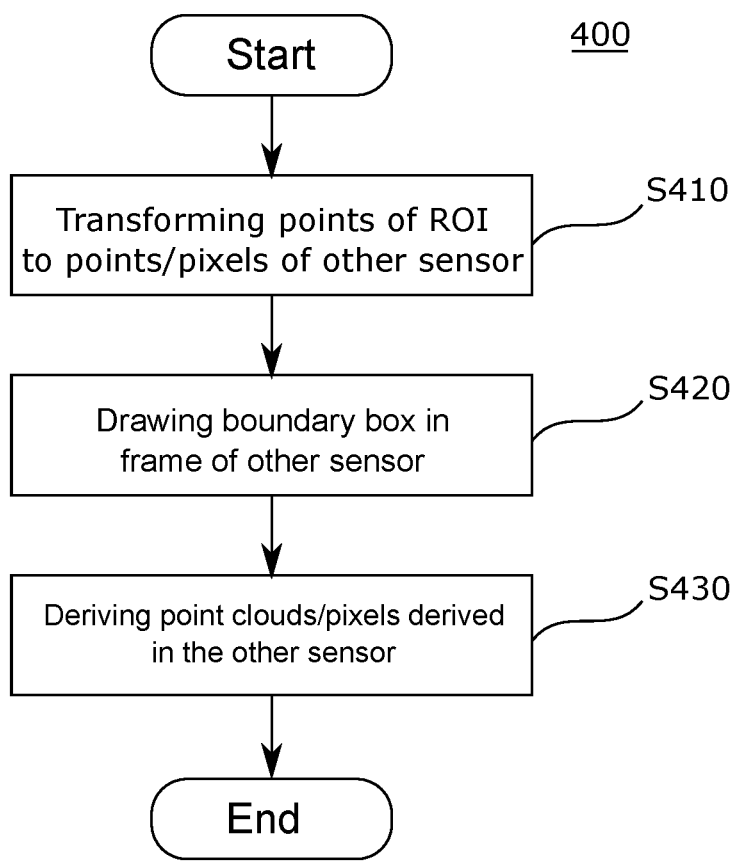 Start
400
Transforming points of ROI
to points/pixels of other sensor
S410
Drawing boundary box in
frame of other sensor
S420
Deriving point clouds/pixels derived
in the other sensor
S430
End